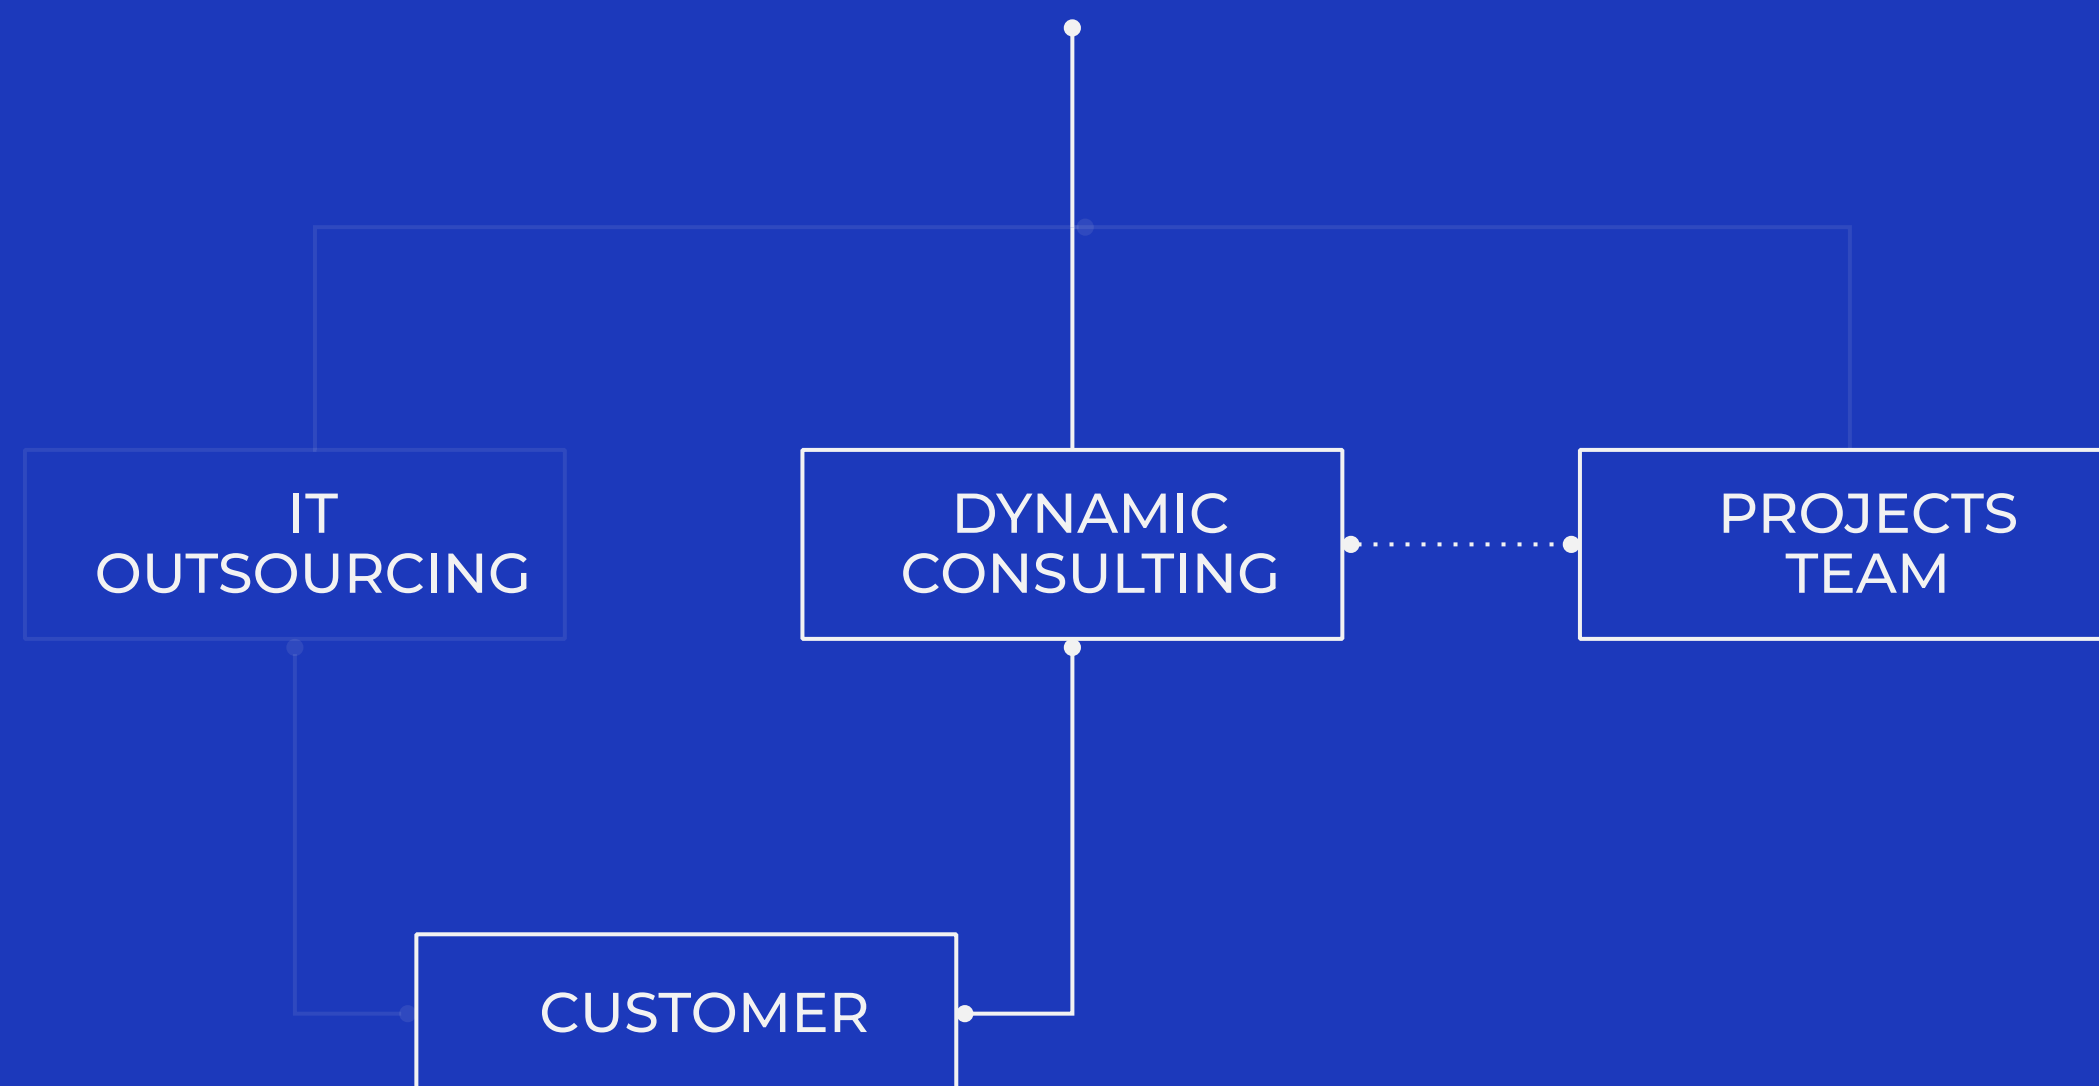 IT
OUTSOURCING
DYNAMIC
CONSULTING
PROJECTS
TEAM
CUSTOMER